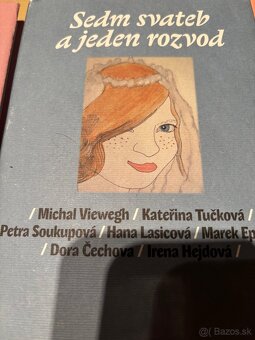 Sedm svateb
a jeden rozvod
/ Michal Viewegh / Kateřina Tučková /
Petra Soukupová / Hana Lasicová / Marek Ep
/ Dora Čechova / Irena Hejdová /
© Bazos.sk